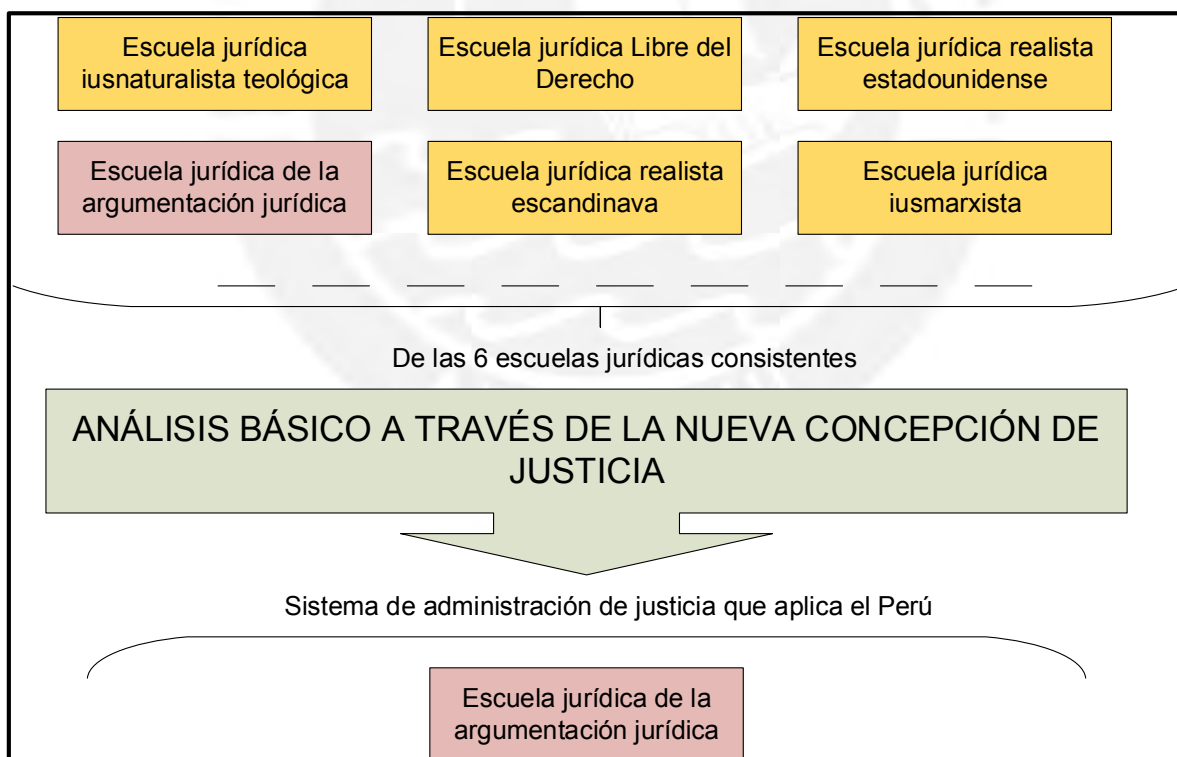 Escuela jurídica
iusnaturalista teológica
Escuela jurídica Libre del
Derecho
Escuela jurídica realista
estadounidense
Escuela jurídica de la
argumentación jurídica
Escuela jurídica realista
escandinava
Escuela jurídica
iusmarxista
De las 6 escuelas jurídicas consistentes
ANÁLISIS BÁSICO A TRAVÉS DE LA NUEVA CONCEPCIÓN DE
JUSTICIA
Sistema de administración de justicia que aplica el Perú
Escuela jurídica de la
argumentación jurídica